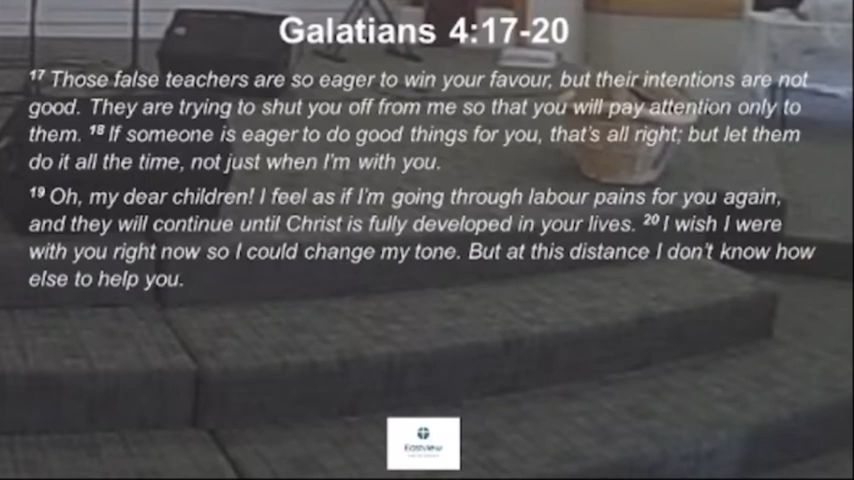 Galatians 4:17-20
17 Those false teachers are so eager to win your favour, but their intentions are not
good. They are trying to shut you off from me so that you will pay attention only to
them. 18 If someone is eager to do good things for you, that's all right; but let them
do it all the time, not just when I'm with you.
19 Oh, my dear children! I feel as if I'm going through labour pains for you again,
and they will continue until Christ is fully developed in your lives. 20 I wish I were
with you right now so I could change my tone. But at this distance I don't know how
else to help you.
Eastview